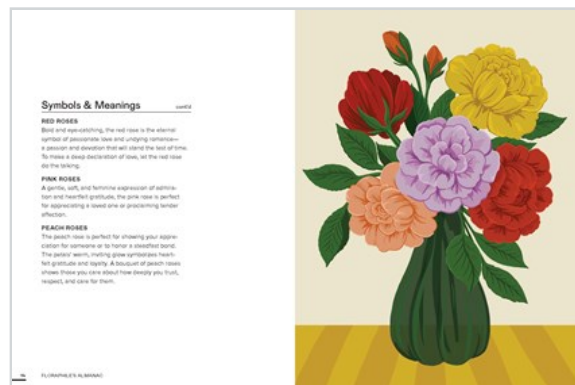 Symbols & Meanings cont'd
RED ROSES
Bold and eye-catching, the red rose is the eternal
symbol of passionate love and undying romance—
a passion and devotion that will stand the test of time.
To make a deep declaration of love, let the red rose
do the talking.
PINK ROSES
A gentle, soft, and feminine expression of admira-
tion and heartfelt gratitude, the pink rose is perfect
for appreciating a loved one or proclaiming tender
affection.
PEACH ROSES
The peach rose is perfect for showing your appre-
ciation for someone or to honor a steadfast bond.
The petals' warm, melting glow symbolizes heart-
felt gratitude and loyalty. A bouquet of peach roses
shows those you care about how deeply you trust,
respect, and care for them.
FLORAPHILE'S ALMANAC